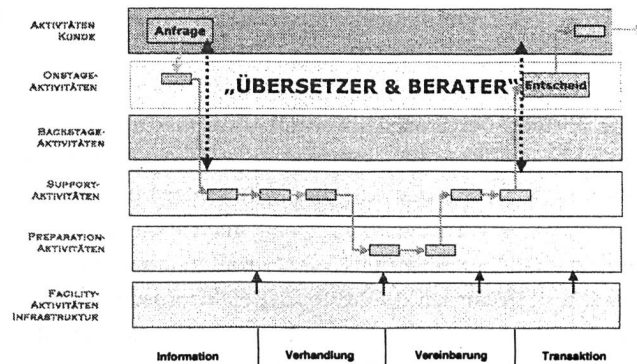 AKTIVITÄTEN
KUNDE
Anfrage
ONSTAGE-
AKTIVITÄTEN
„ÜBERSETZER & BERATER“
Entscheid
BACKSTAGE-
AKTIVITÄTEN
SUPPORT-
AKTIVITÄTEN
PREPARATION-
AKTIVITÄTEN
FACILITY-
AKTIVITÄTEN
INFRASTRUKTUR
Information Verhandlung Vereinbarung Transaktion